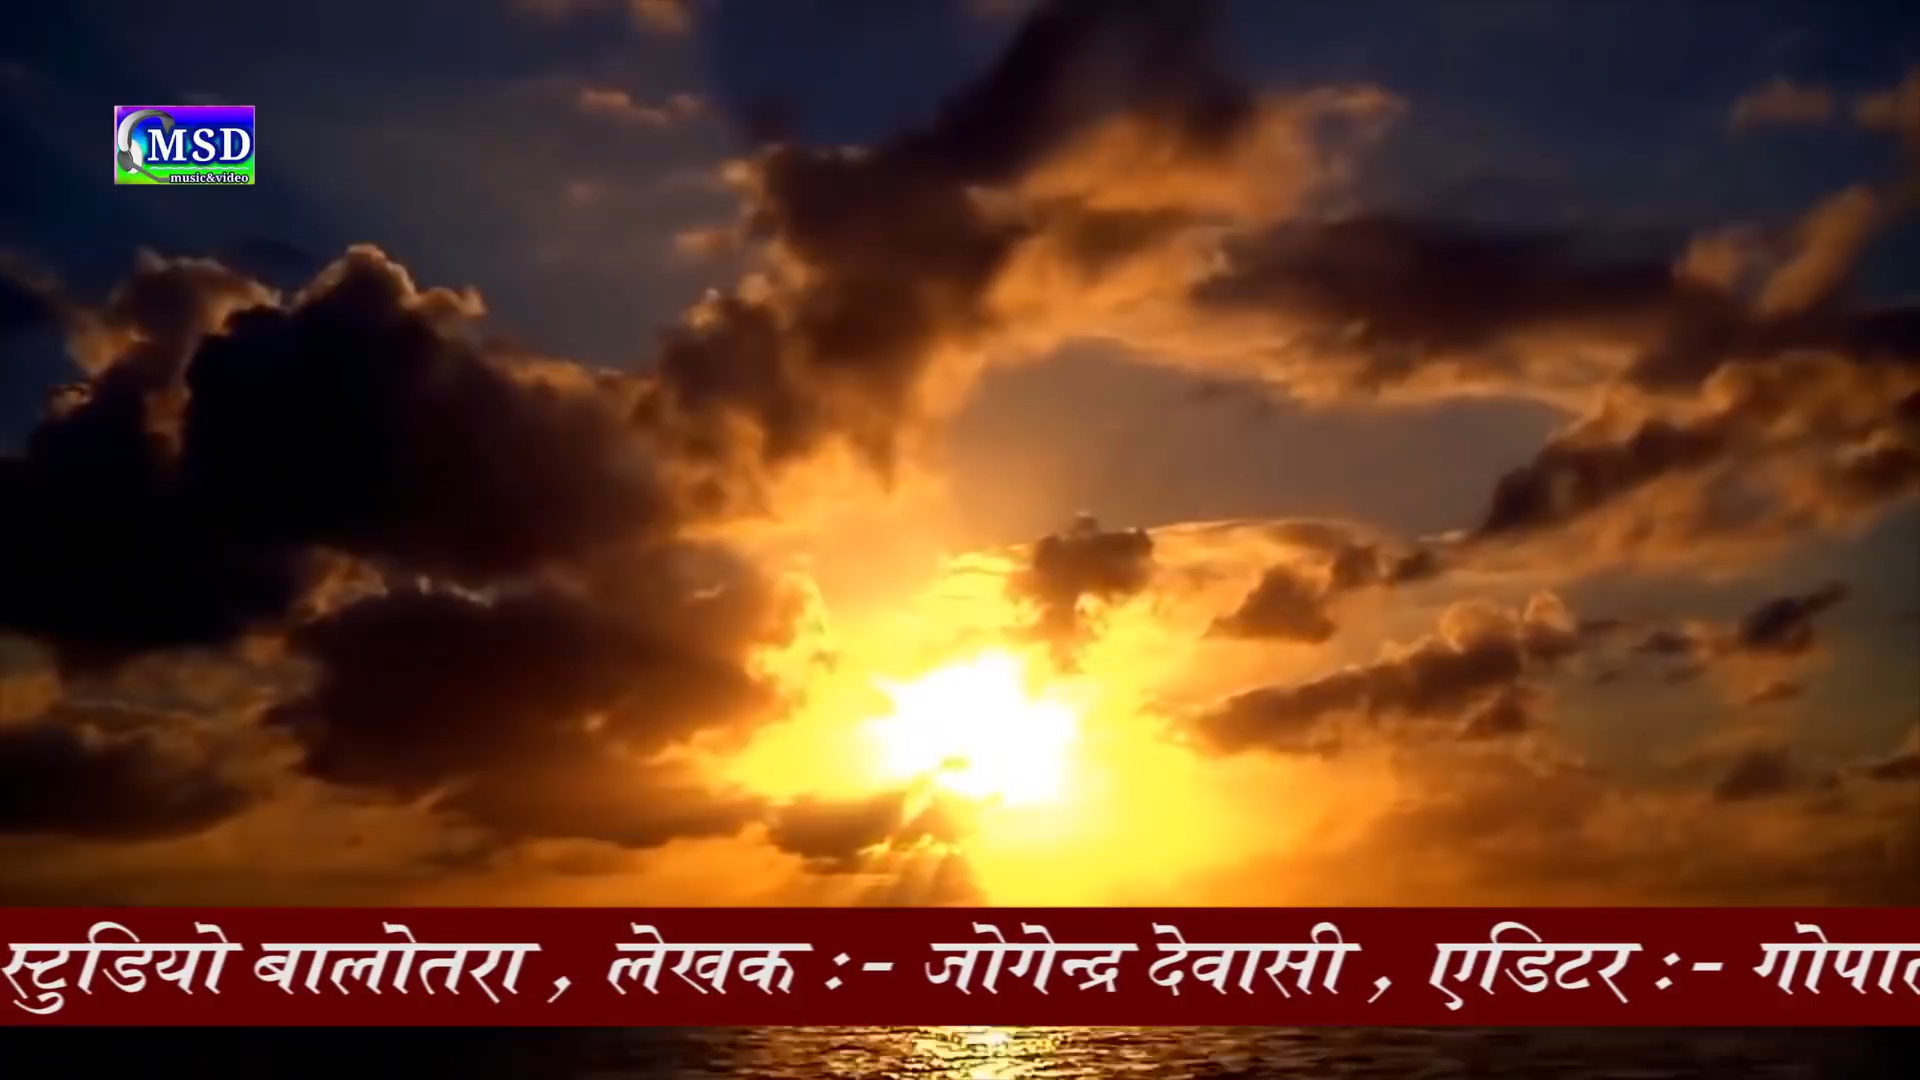 MSD
music&video
स्टुडियो बालोतरा , लेखक :- जोगेन्द्र देवासी , एडिटर :- गोपाल